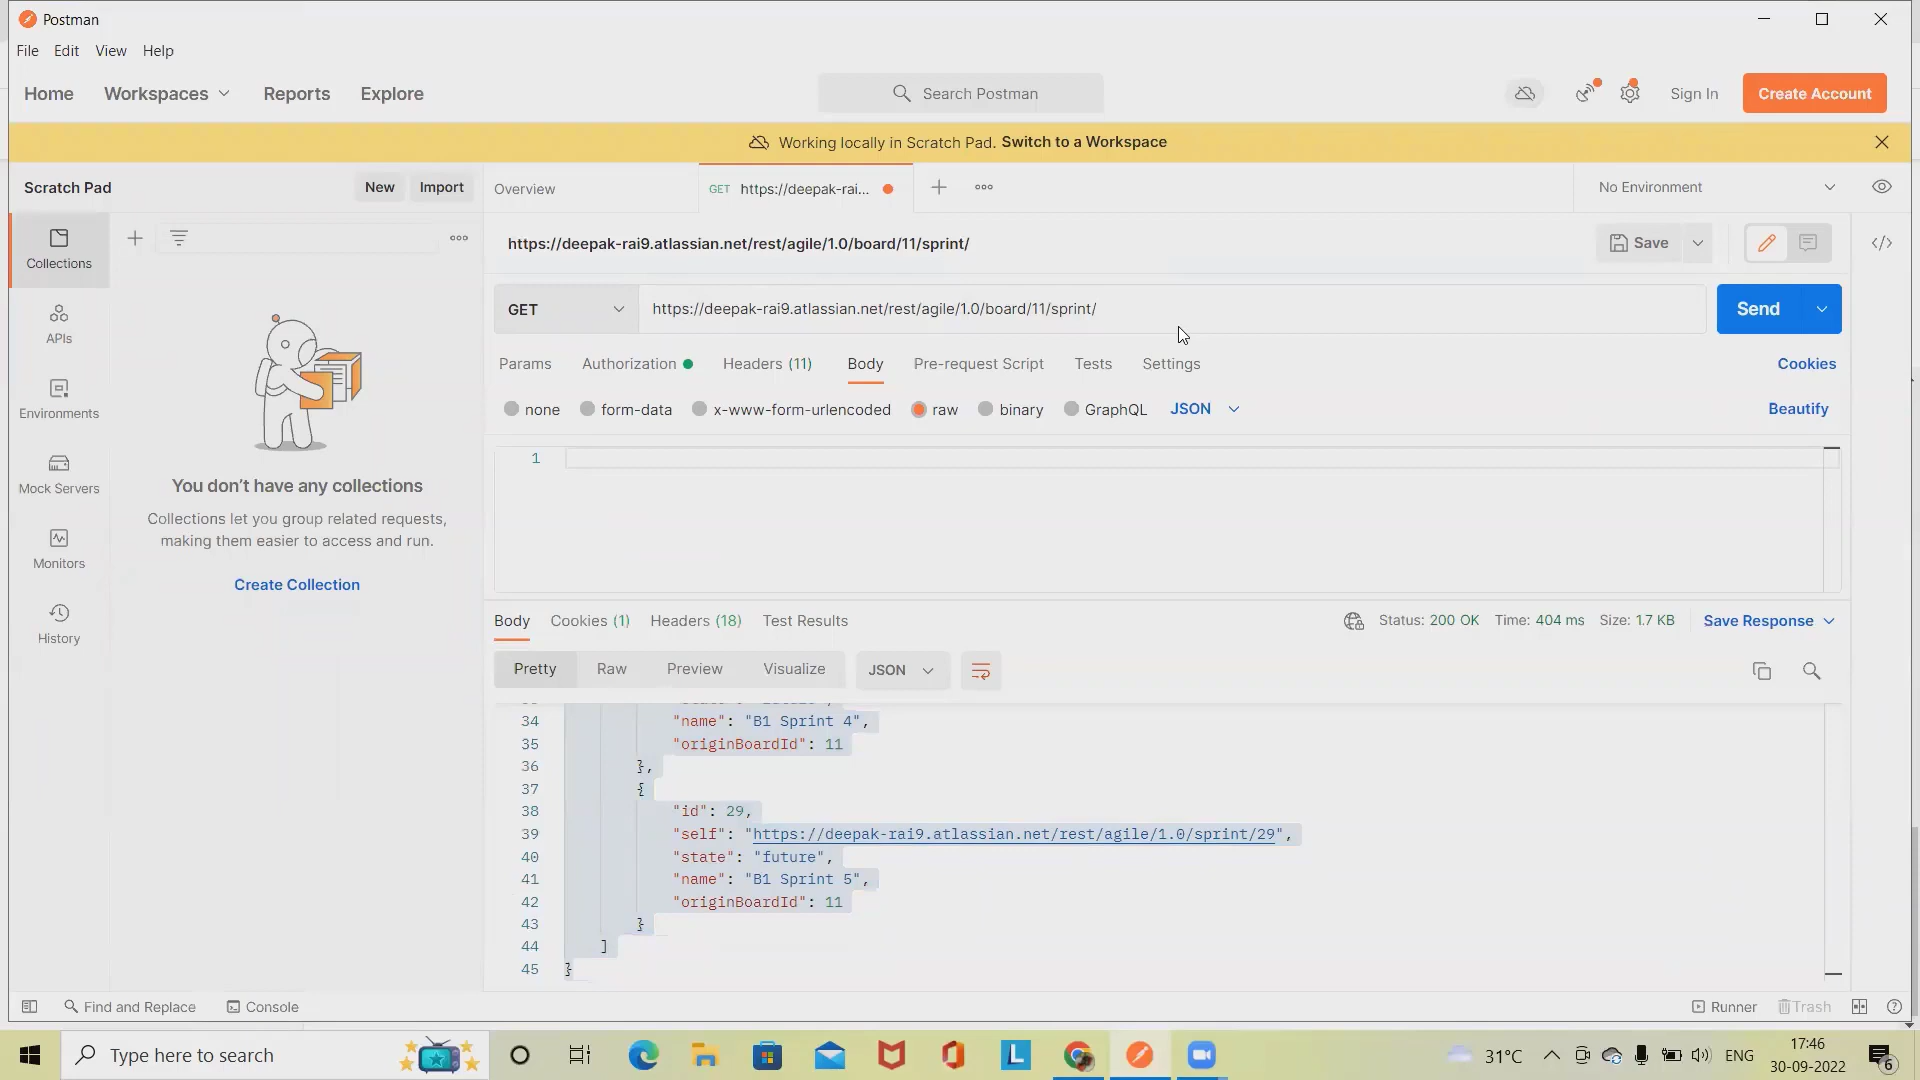 Postman
File Edit View Help
Home Workspaces Reports Explore Search Postman Sign In Create Account
Working locally in Scratch Pad. Switch to a Workspace
Scratch Pad New Import Overview GET https://deepak-rai... No Environment
https://deepak-rai9.atlassian.net/rest/agile/1.0/board/11/sprint/ Save
Collections
GET https://deepak-rai9.atlassian.net/rest/agile/1.0/board/11/sprint/ Send
APIs
Params Authorization Headers (11) Body Pre-request Script Tests Settings Cookies
Environments
none form-data x-www-form-urlencoded raw binary GraphQL JSON Beautify
1
Mock Servers
You don't have any collections
Collections let you group related requests,
making them easier to access and run.
Monitors
Create Collection
History
Body Cookies (1) Headers (18) Test Results Status: 200 OK Time: 404 ms Size: 1.7 KB Save Response
Pretty Raw Preview Visualize JSON
34 "name": "B1 Sprint 4",
35 "originBoardId": 11
36 },
37 {
38 "id": 29,
39 "self": "https://deepak-rai9.atlassian.net/rest/agile/1.0/sprint/29",
40 "state": "future",
41 "name": "B1 Sprint 5",
42 "originBoardId": 11
43 }
44 ]
45 }
Find and Replace Console Runner Trash
Type here to search 31°C ENG 17:46
30-09-2022 6